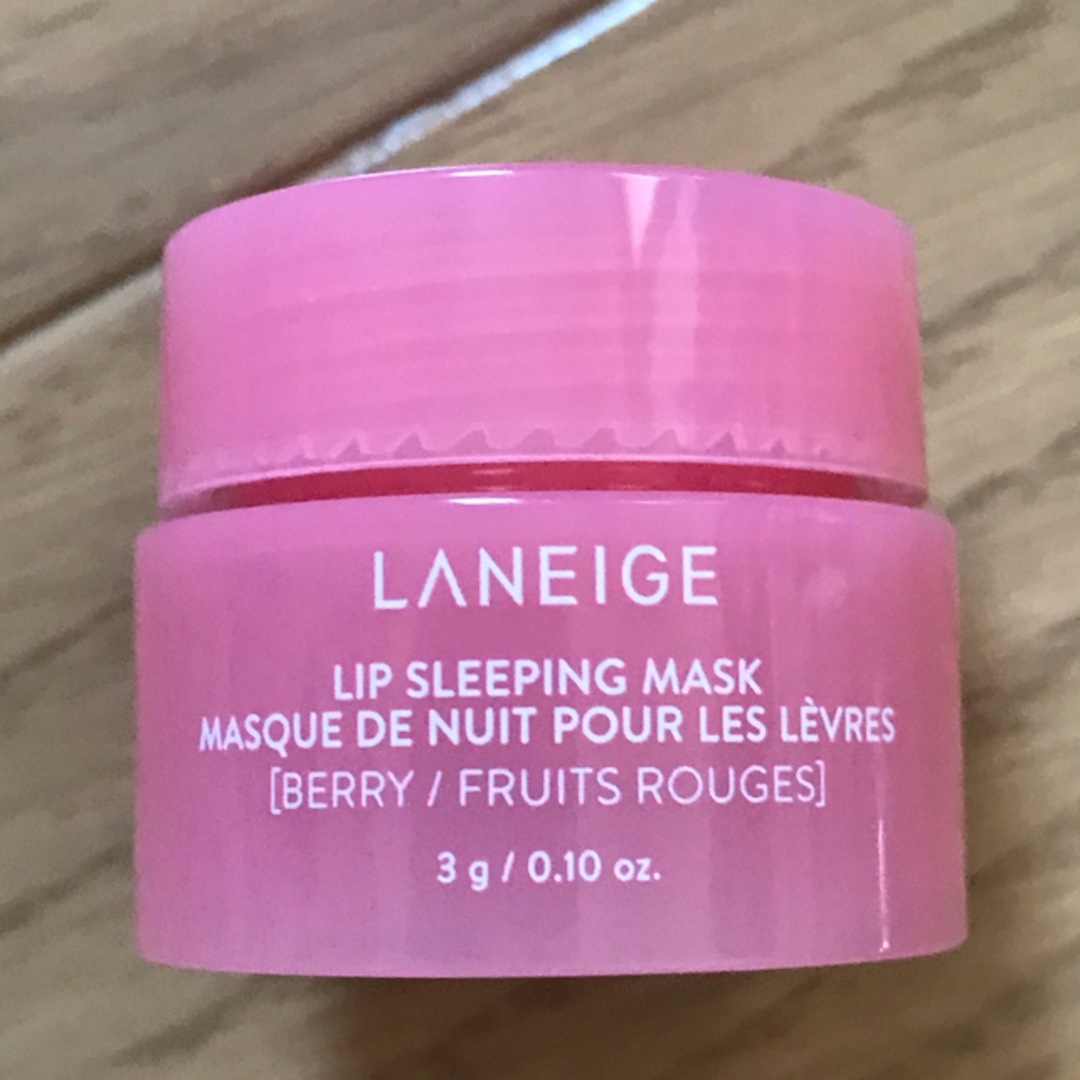 LANEIGE
LIP SLEEPING MASK
MASQUE DE NUIT POUR LES LÈVRES
[BERRY / FRUITS ROUGES]
3 g / 0.10 oz.